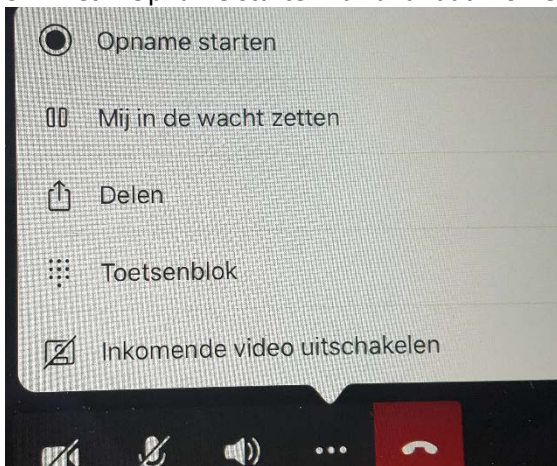 Opname starten
Mij in de wacht zetten
Delen
Toetsenblok
Inkomende video uitschakelen